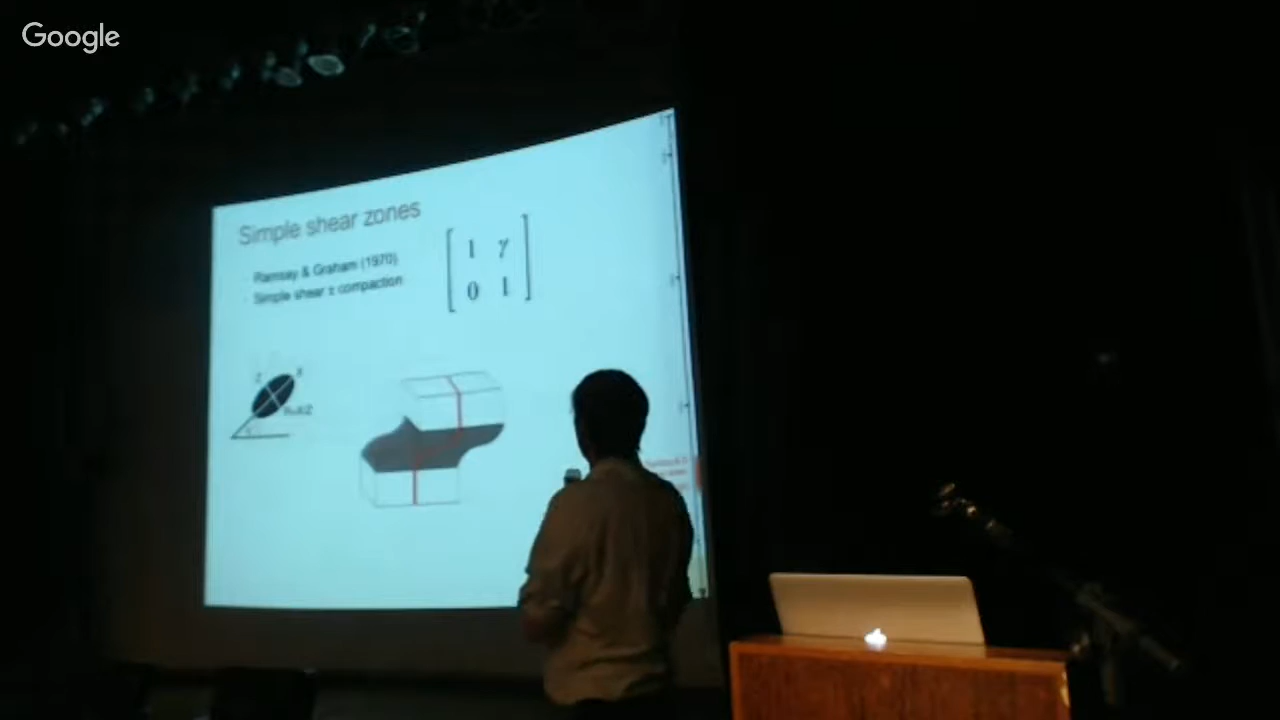 Google
Simple shear zones
Ramsay & Graham (1970)
Simple shear ± compaction
1 γ
0 1
Z X
R=X/Z